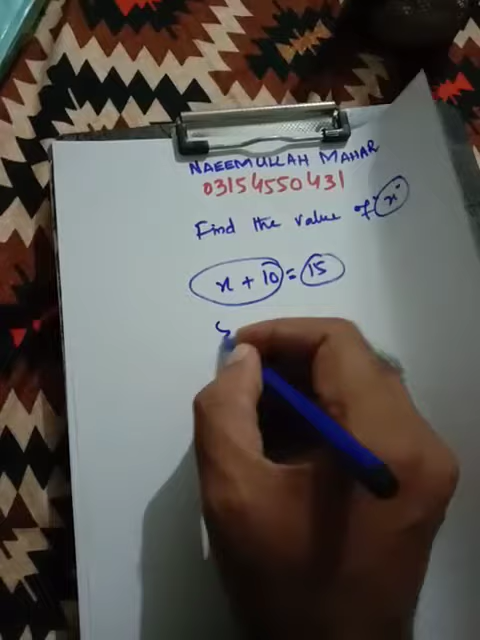 NAEEMULLAH MAHAR
03154550431
Find the value of "x"
x + 10 = 15